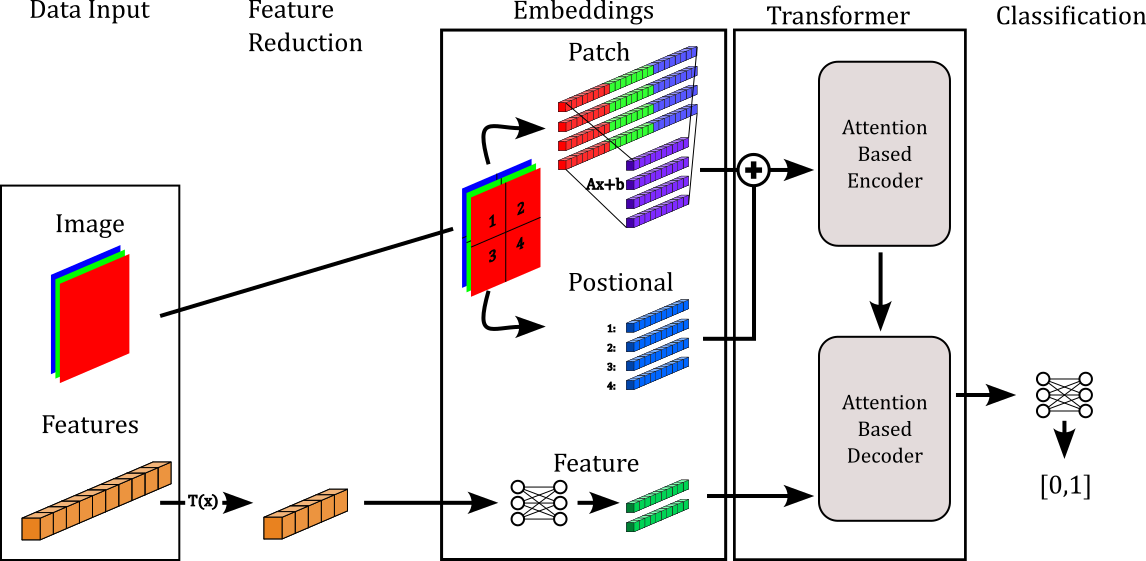 Data Input
Feature
Reduction
Embeddings
Transformer
Classification
Patch
Ax+b
Image
1 2
3 4
Postional
1:
2:
3:
4:
Features
T(x)
Feature
Attention
Based
Encoder
Attention
Based
Decoder
[0,1]